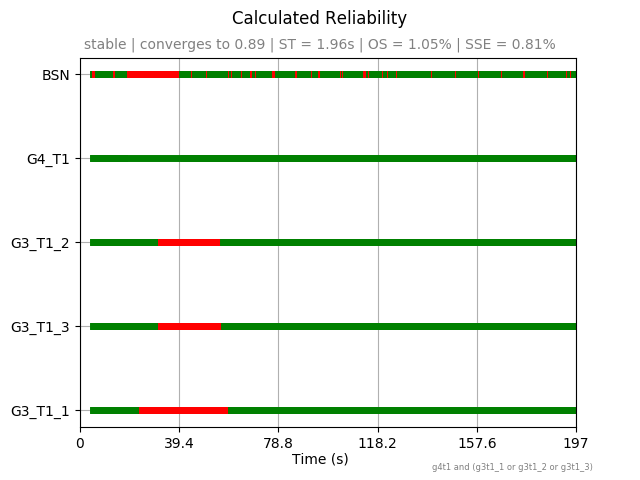 Calculated Reliability
stable | converges to 0.89 | ST = 1.96s | OS = 1.05% | SSE = 0.81%
BSN
G4_T1
G3_T1_2
G3_T1_3
G3_T1_1
0 39.4 78.8 118.2 157.6 197
Time (s)
g4t1 and (g3t1_1 or g3t1_2 or g3t1_3)